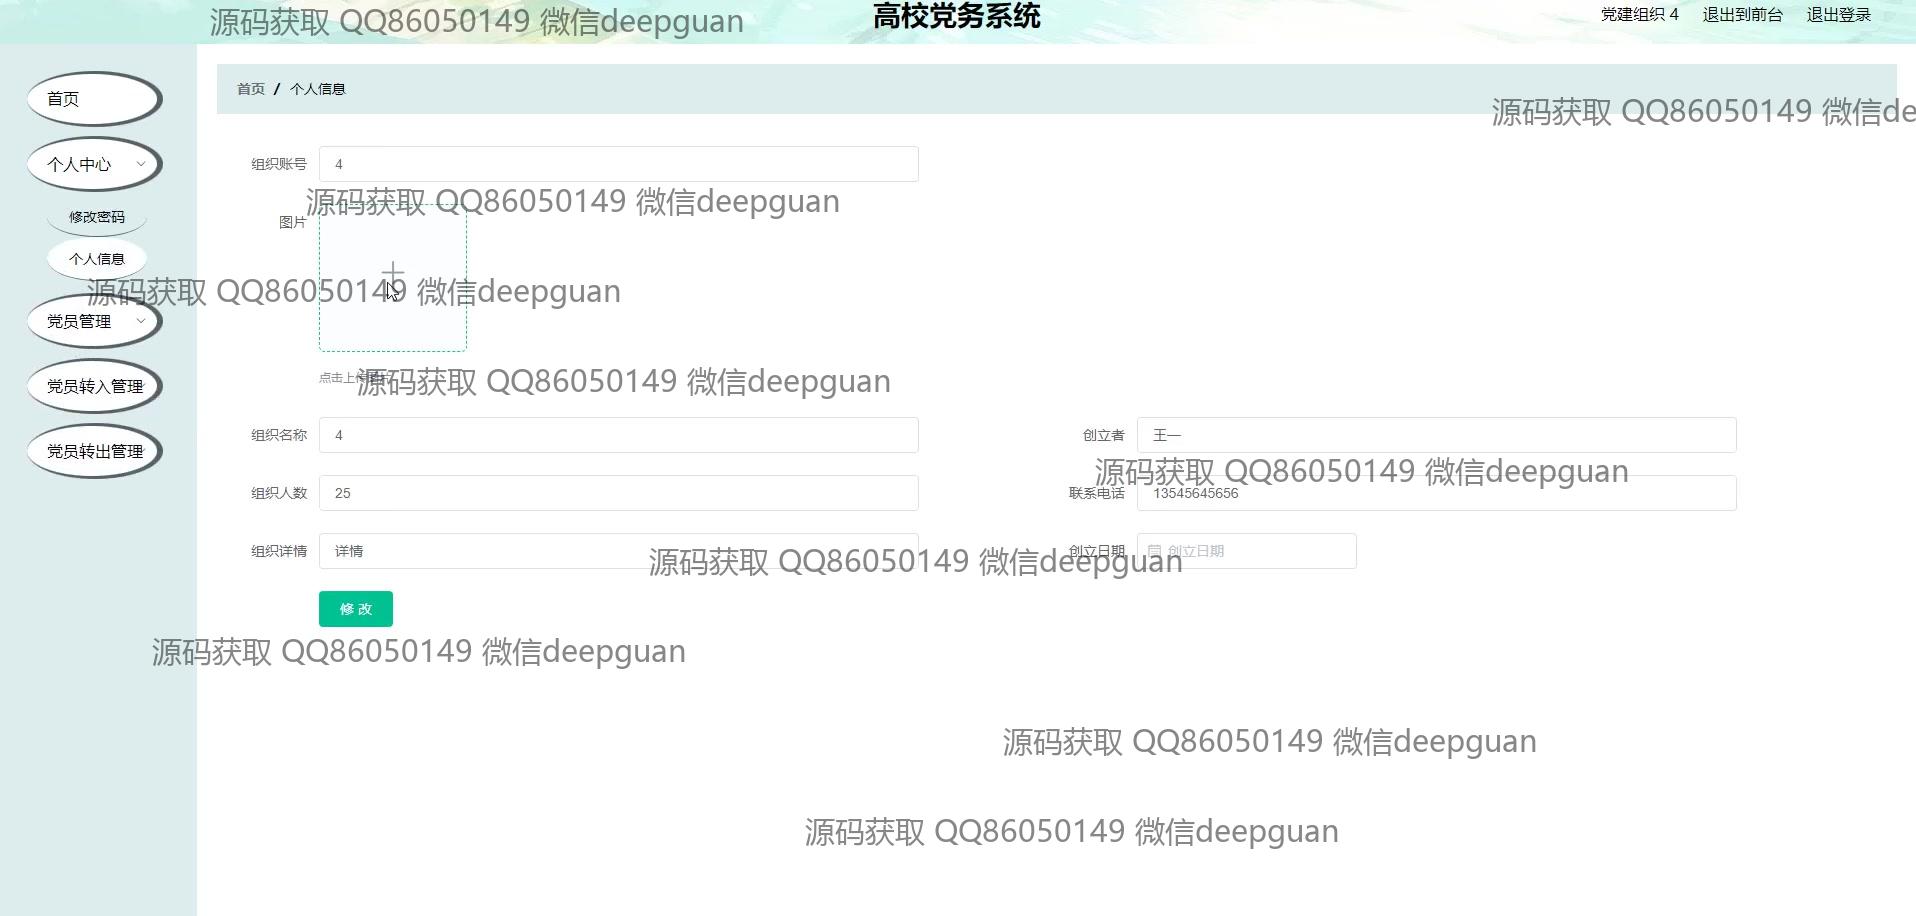 源码获取 QQ86050149 微信deepguan
高校党务系统
党建组织 4
退出到前台
退出登录
首页
首页 / 个人信息
源码获取 QQ86050149 微信de
个人中心
组织账号
4
修改密码
源码获取 QQ86050149 微信deepguan
图片
个人信息
源码获取 QQ86050149 微信deepguan
党员管理
点击上传
源码获取 QQ86050149 微信deepguan
党员转入管理
组织名称
4
创立者
王一
党员转出管理
源码获取 QQ86050149 微信deepguan
组织人数
25
联系电话
13545645656
组织详情
详情
源码获取 QQ86050149 微信deepguan
创立日期
创立日期
修 改
源码获取 QQ86050149 微信deepguan
源码获取 QQ86050149 微信deepguan
源码获取 QQ86050149 微信deepguan